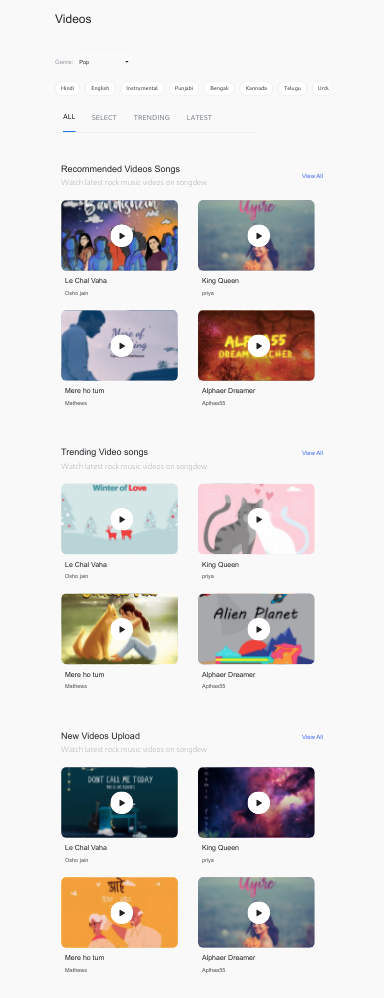 Videos
Genre: Pop
Hindi English Instrumental Punjabi Bengali Kannada Telugu Urdu
ALL SELECT TRENDING LATEST
Recommended Videos Songs
View All
Watch latest rock music videos on songdew
Bandichein
Uyire
Le Chal Vaha
King Queen
Osho jain
priya
ALPHA55
DREAM CATCHER
Mere ho tum
Alphaer Dreamer
Mathews
Aplhaa55
Trending Video songs
View All
Watch latest rock music videos on songdew
Winter of Love
Le Chal Vaha
King Queen
Osho jain
priya
Alien Planet
Mere ho tum
Alphaer Dreamer
Mathews
Aplhaa55
New Videos Upload
View All
Watch latest rock music videos on songdew
DONT CALL ME TODAY
Le Chal Vaha
King Queen
Osho jain
priya
आहे
Uyire
Mere ho tum
Alphaer Dreamer
Mathews
Aplhaa55